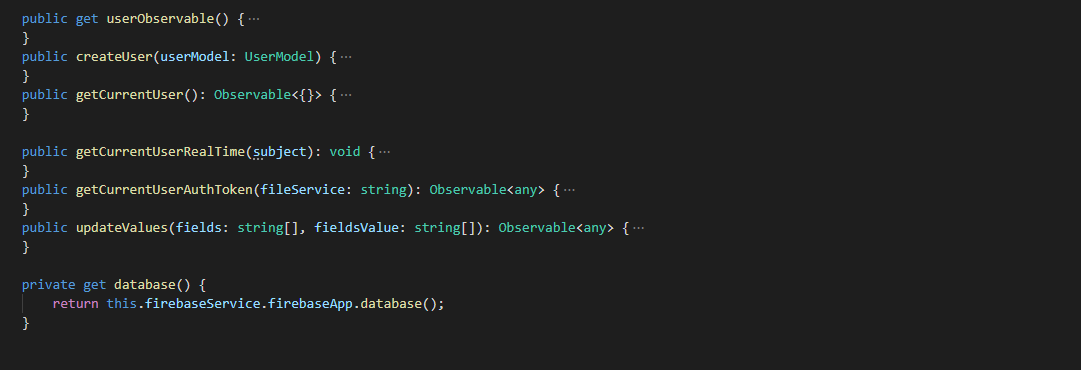 public get userObservable() {···
}
public createUser(userModel: UserModel) {···
}
public getCurrentUser(): Observable<{}> {···
}

public getCurrentUserRealTime(subject): void {···
}
public getCurrentUserAuthToken(fileService: string): Observable<any> {···
}
public updateValues(fields: string[], fieldsValue: string[]): Observable<any> {···
}

private get database() {
    return this.firebaseService.firebaseApp.database();
}